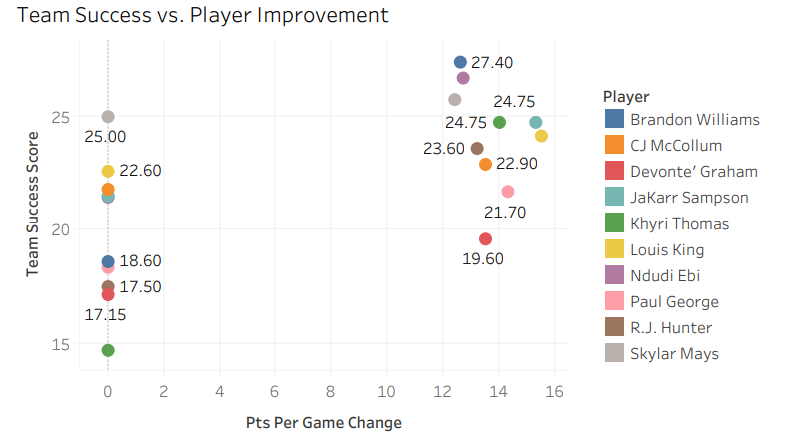 Team Success vs. Player Improvement
Team Success Score
25
20
15
27.40
24.75
24.75
25.00
23.60
22.90
22.60
21.70
19.60
18.60
17.50
17.15
0 2 4 6 8 10 12 14 16
Pts Per Game Change
Player
Brandon Williams
CJ McCollum
Devonte’ Graham
JaKarr Sampson
Khyri Thomas
Louis King
Ndudi Ebi
Paul George
R.J. Hunter
Skylar Mays